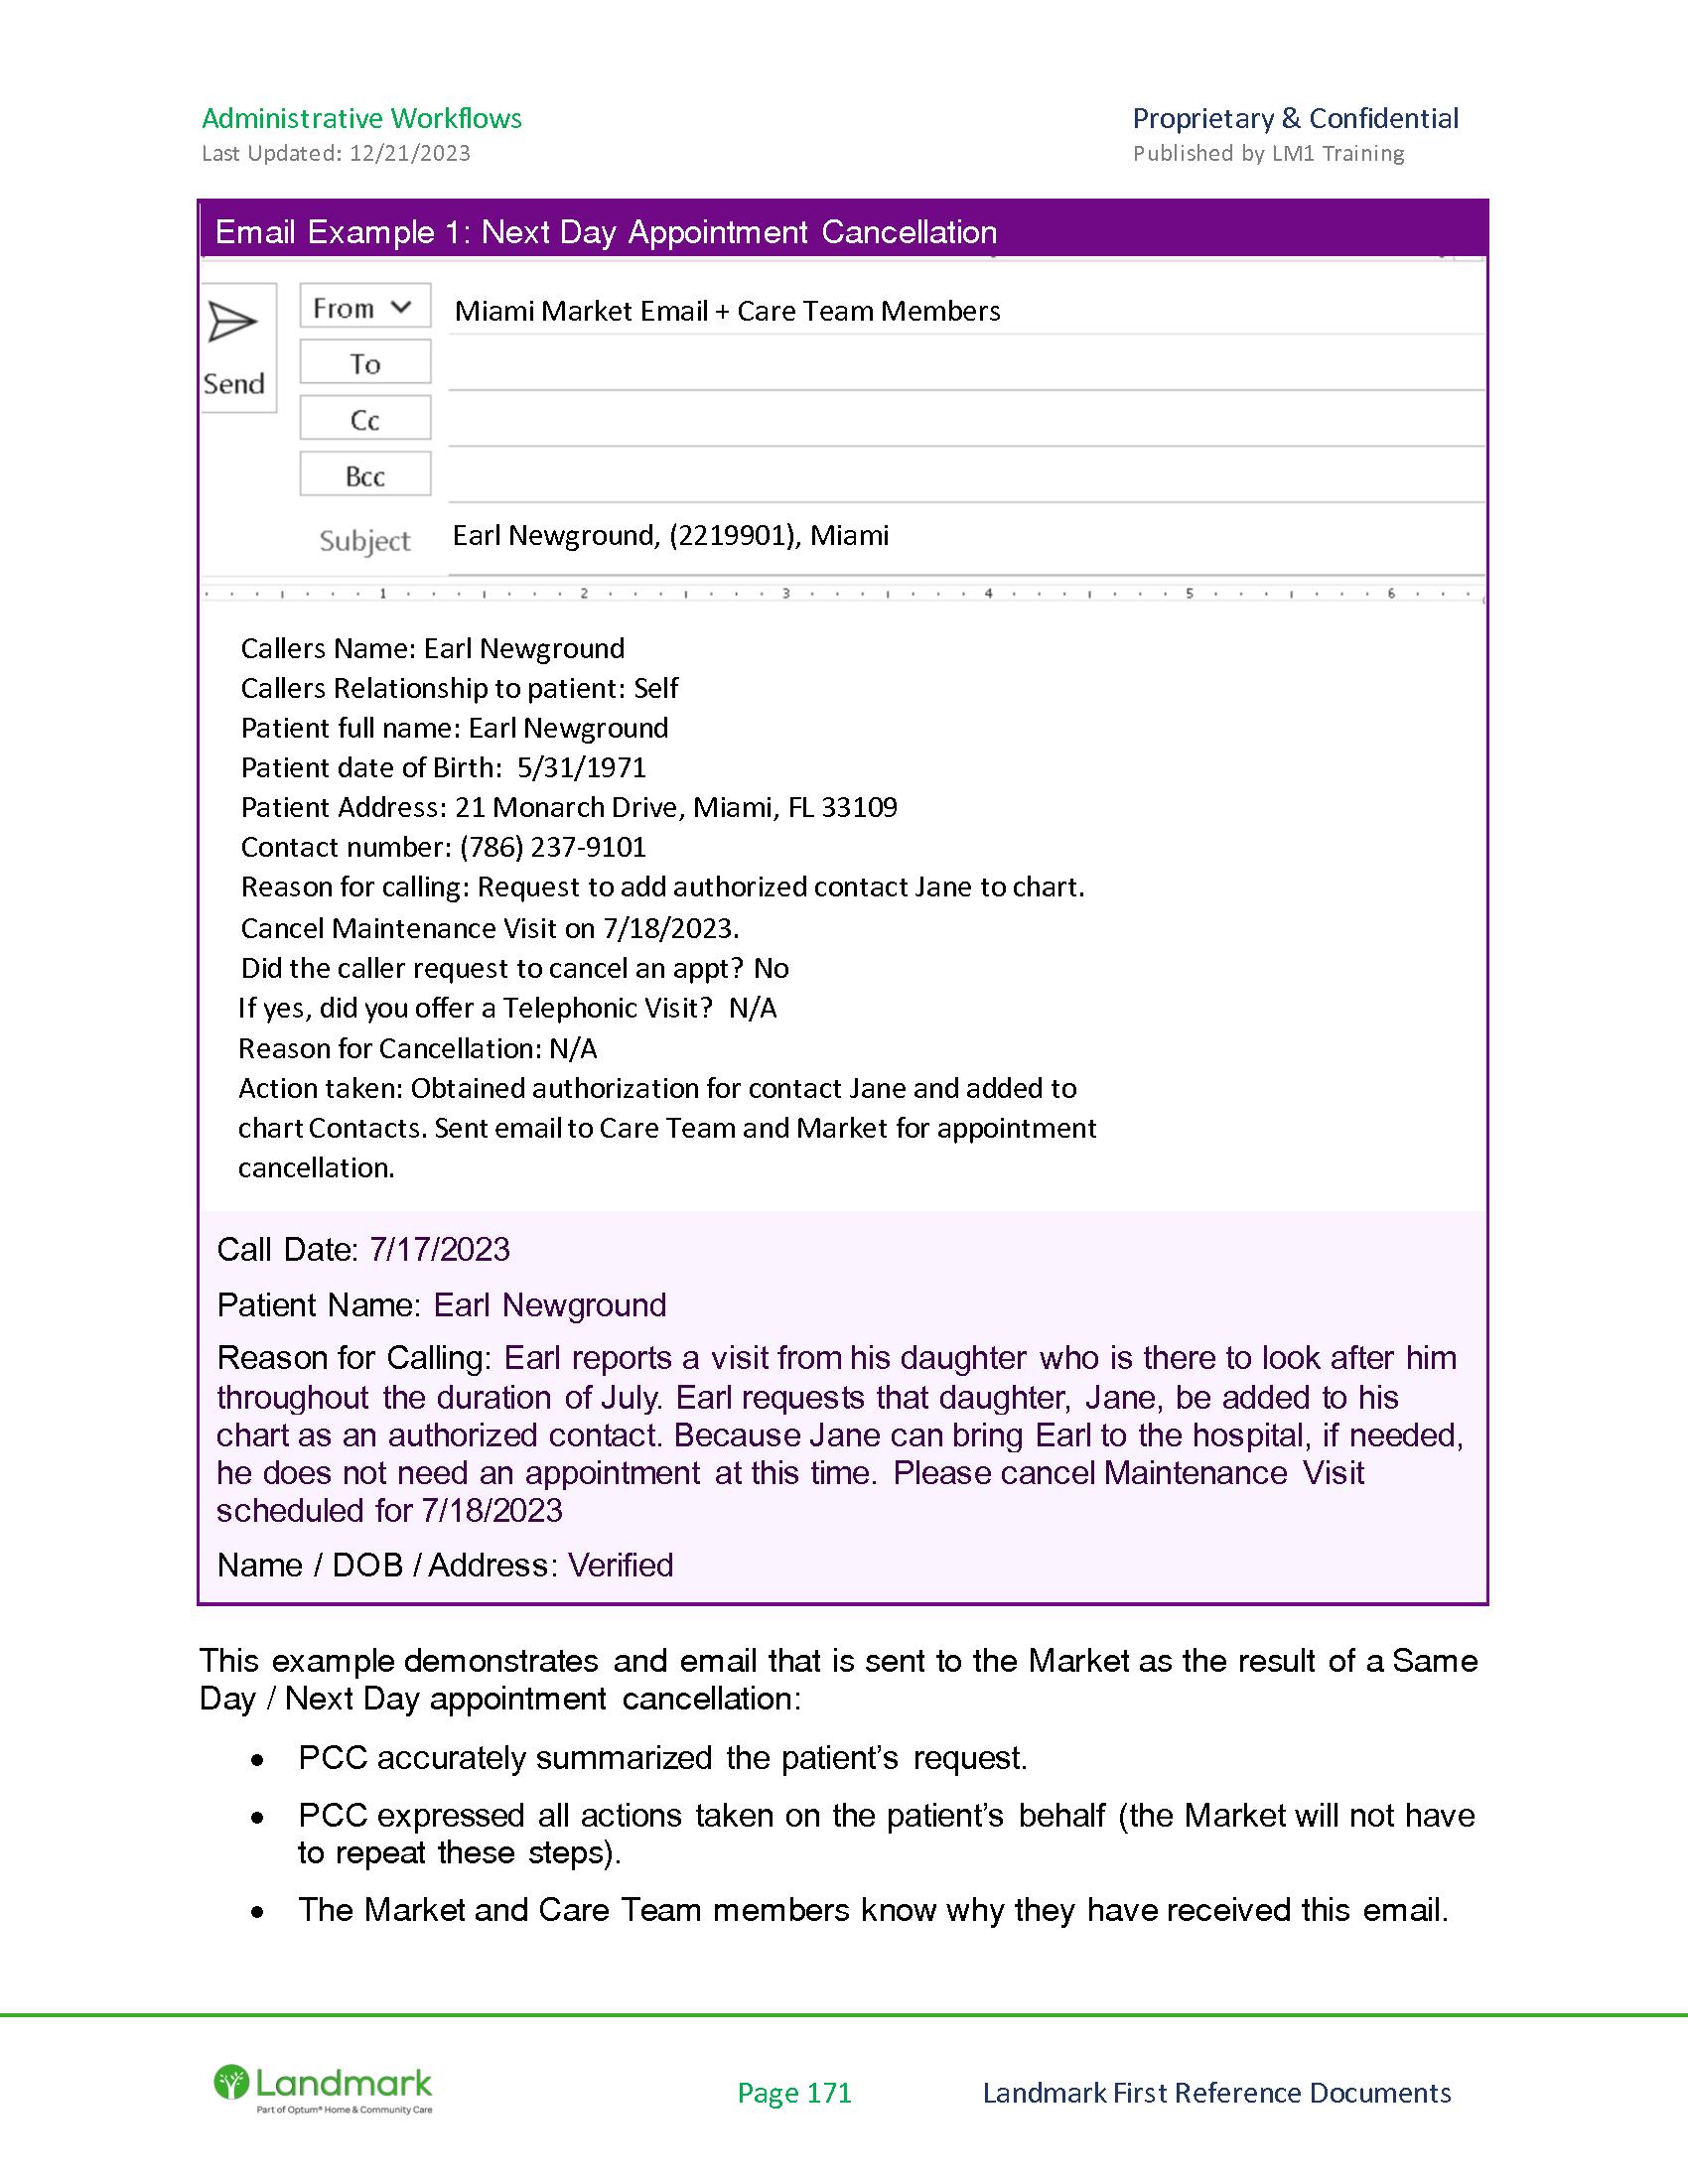 Administrative Workflows
Proprietary & Confidential
Last Updated: 12/21/2023
Published by LM1 Training
Email Example 1: Next Day Appointment Cancellation
Send
From
Miami Market Email + Care Team Members
To
Cc
Bcc
Subject
Earl Newground, (2219901), Miami
1 2 3 4 5 6
Callers Name: Earl Newground
Callers Relationship to patient: Self
Patient full name: Earl Newground
Patient date of Birth: 5/31/1971
Patient Address: 21 Monarch Drive, Miami, FL 33109
Contact number: (786) 237-9101
Reason for calling: Request to add authorized contact Jane to chart.
Cancel Maintenance Visit on 7/18/2023.
Did the caller request to cancel an appt? No
If yes, did you offer a Telephonic Visit? N/A
Reason for Cancellation: N/A
Action taken: Obtained authorization for contact Jane and added to
chart Contacts. Sent email to Care Team and Market for appointment
cancellation.
Call Date: 7/17/2023
Patient Name: Earl Newground
Reason for Calling: Earl reports a visit from his daughter who is there to look after him
throughout the duration of July. Earl requests that daughter, Jane, be added to his
chart as an authorized contact. Because Jane can bring Earl to the hospital, if needed,
he does not need an appointment at this time. Please cancel Maintenance Visit
scheduled for 7/18/2023
Name / DOB / Address: Verified
This example demonstrates and email that is sent to the Market as the result of a Same
Day / Next Day appointment cancellation:
• PCC accurately summarized the patient's request.
• PCC expressed all actions taken on the patient's behalf (the Market will not have
to repeat these steps).
• The Market and Care Team members know why they have received this email.
Landmark
Part of Optum® Home & Community Care
Page 171
Landmark First Reference Documents